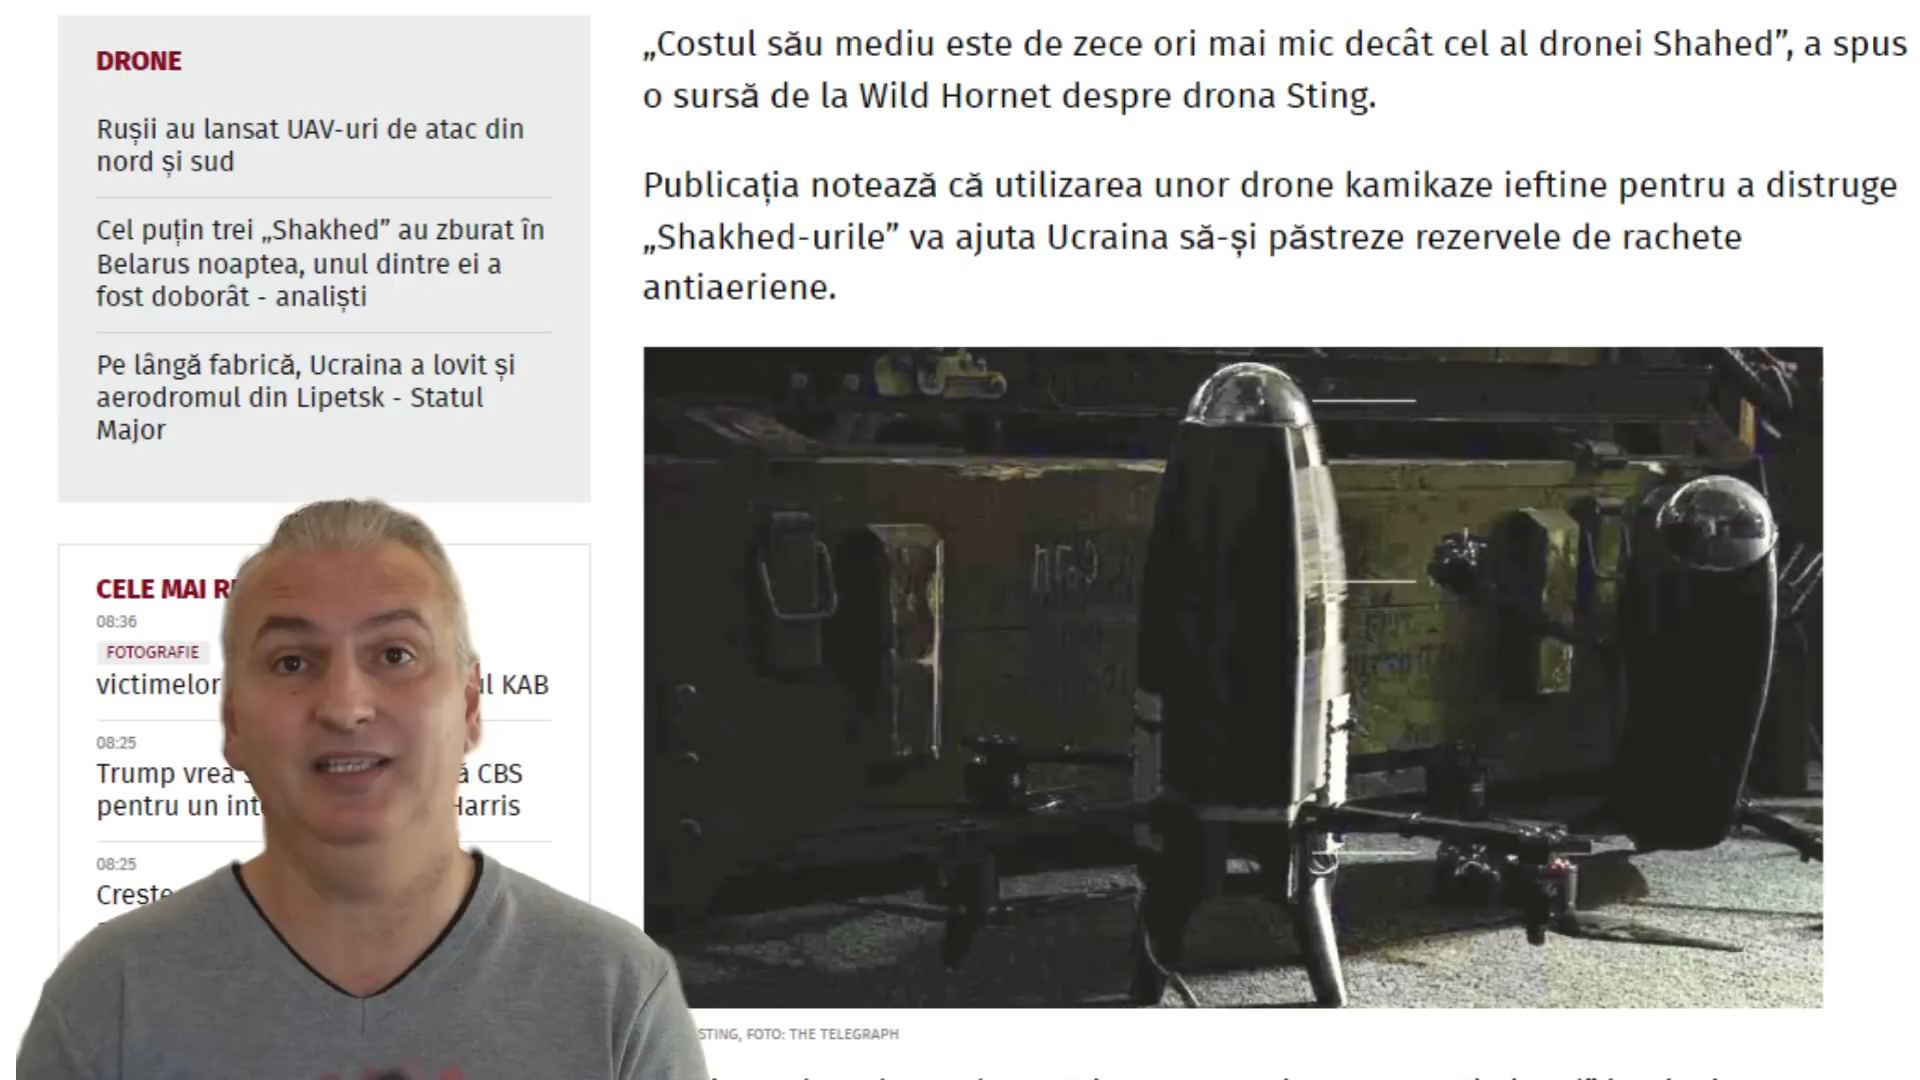 DRONE
Rușii au lansat UAV-uri de atac din
nord și sud
Cel puțin trei „Shakhed” au zburat în
Belarus noaptea, unul dintre ei a
fost doborât - analiști
Pe lângă fabrică, Ucraina a lovit și
aerodromul din Lipetsk - Statul
Major
CELE MAI
08:36
FOTOGRAFIE
victimelor KAB
08:25
Trump vrea CBS
pentru un Harris
08:25
„Costul său mediu este de zece ori mai mic decât cel al dronei Shahed”, a spus
o sursă de la Wild Hornet despre drona Sting.
Publicația notează că utilizarea unor drone kamikaze ieftine pentru a distruge
„Shakhed-urile” va ajuta Ucraina să-și păstreze rezervele de rachete
antiaeriene.
STING, FOTO: THE TELEGRAPH